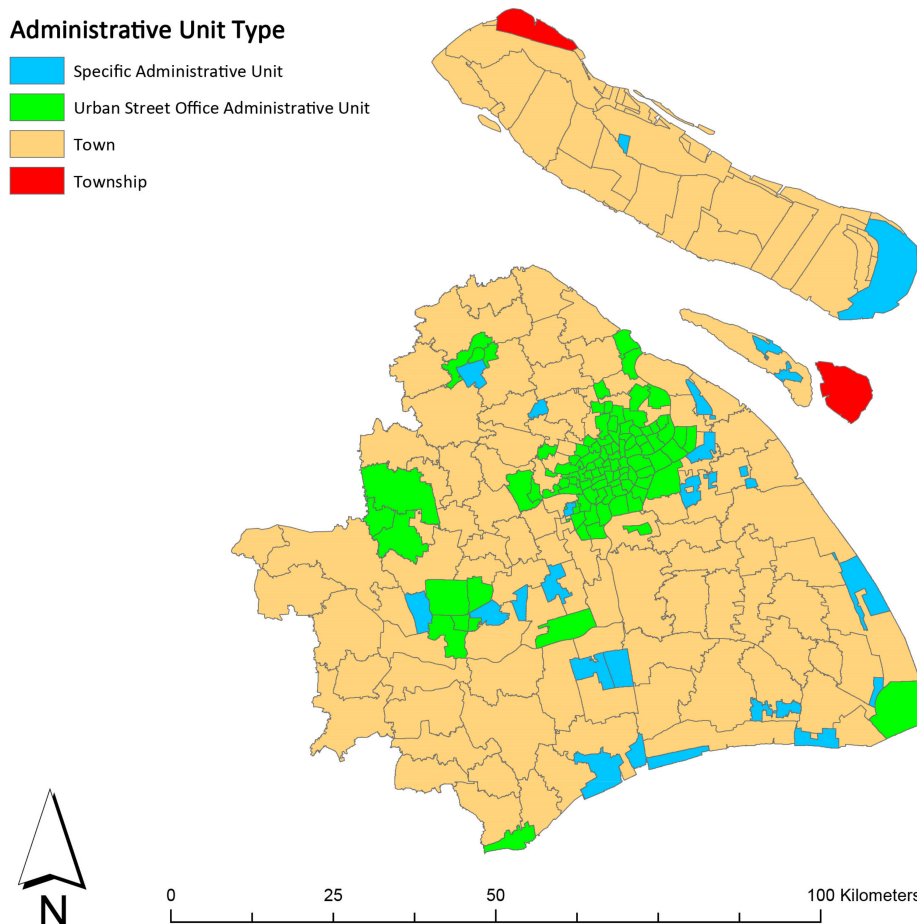 Administrative Unit Type
Specific Administrative Unit
Urban Street Office Administrative Unit
Town
Township
N
0 25 50 100 Kilometers